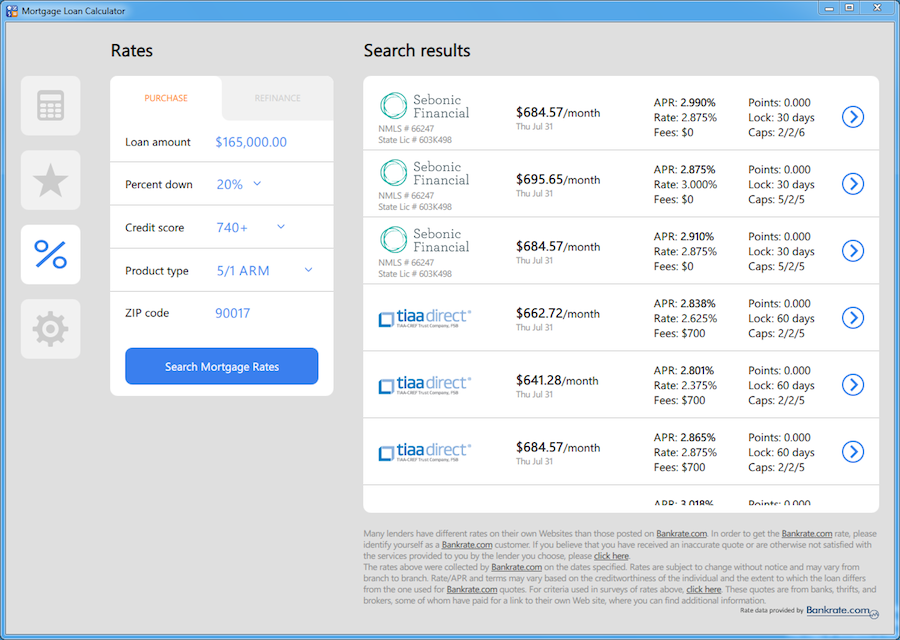 Mortgage Loan Calculator
Rates
PURCHASE
REFINANCE
Loan amount $165,000.00
Percent down 20%
Credit score 740+
Product type 5/1 ARM
ZIP code 90017
Search Mortgage Rates
Search results
Sebonic
Financial
NMLS # 66247
State Lic # 603K498
$684.57/month
Thu Jul 31
APR: 2.990%
Rate: 2.875%
Fees: $0
Points: 0.000
Lock: 30 days
Caps: 2/2/6
Sebonic
Financial
NMLS # 66247
State Lic # 603K498
$695.65/month
Thu Jul 31
APR: 2.875%
Rate: 3.000%
Fees: $0
Points: 0.000
Lock: 30 days
Caps: 5/2/5
Sebonic
Financial
NMLS # 66247
State Lic # 603K498
$684.57/month
Thu Jul 31
APR: 2.910%
Rate: 2.875%
Fees: $0
Points: 0.000
Lock: 30 days
Caps: 5/2/5
tiaa direct
TIAA-CREF Trust Company, FSB
$662.72/month
Thu Jul 31
APR: 2.838%
Rate: 2.625%
Fees: $700
Points: 0.000
Lock: 60 days
Caps: 2/2/5
tiaa direct
TIAA-CREF Trust Company, FSB
$641.28/month
Thu Jul 31
APR: 2.801%
Rate: 2.375%
Fees: $700
Points: 0.000
Lock: 60 days
Caps: 2/2/5
tiaa direct
TIAA-CREF Trust Company, FSB
$684.57/month
Thu Jul 31
APR: 2.865%
Rate: 2.875%
Fees: $700
Points: 0.000
Lock: 60 days
Caps: 2/2/5
APR: 3.018%
Points: 0.000
Many lenders have different rates on their own Websites than those posted on Bankrate.com. In order to get the Bankrate.com rate, please
identify yourself as a Bankrate.com customer. If you believe that you have received an inaccurate quote or are otherwise not satisfied with
the services provided to you by the lender you choose, please click here.
The rates above were collected by Bankrate.com on the dates specified. Rates are subject to change without notice and may vary from
branch to branch. Rate/APR and terms may vary based on the creditworthiness of the individual and the extent to which the loan differs
from the one used for Bankrate.com quotes. For criteria used in surveys of rates above, click here. These quotes are from banks, thrifts, and
brokers, some of whom have paid for a link to their own Web site, where you can find additional information.
Rate data provided by Bankrate.com